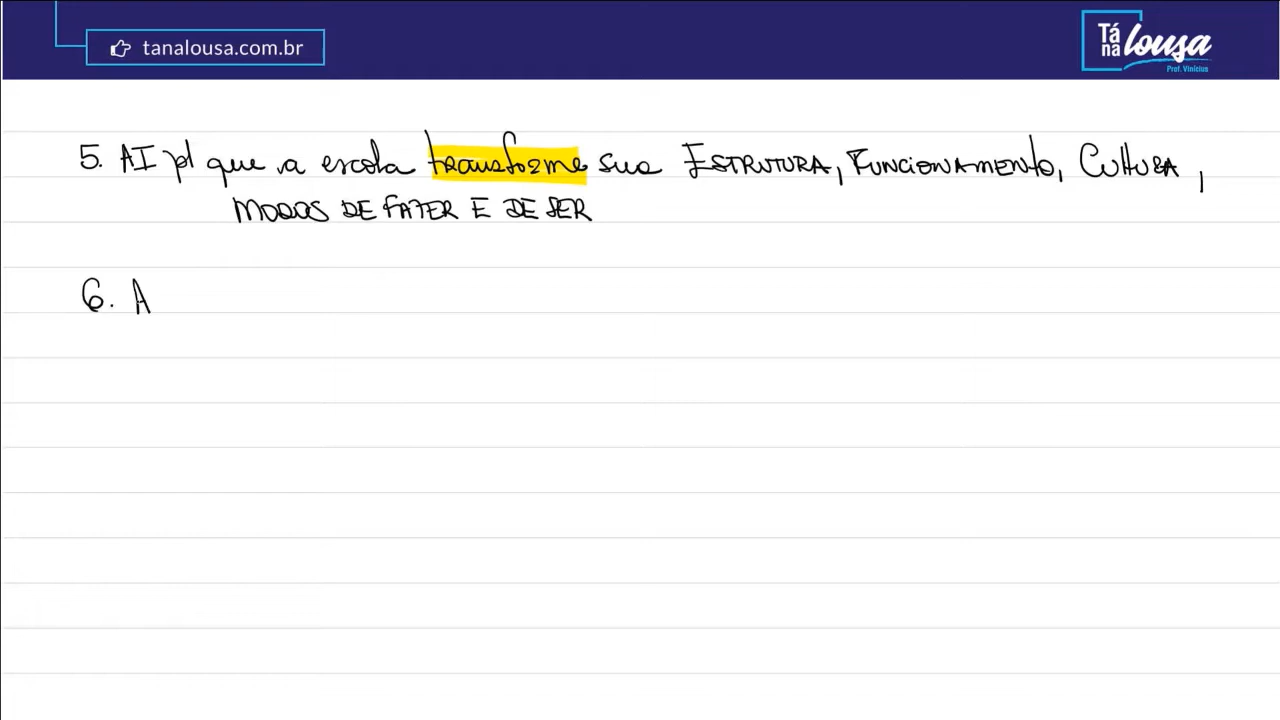 tanalousa.com.br
Tá na lousa
Prof. Vinítius
5. AI p/ que a escola transforme sua ESTRUTURA, FUNCIONAMENTO, CULTURA,
MODOS DE FAZER E DE SER
6. A